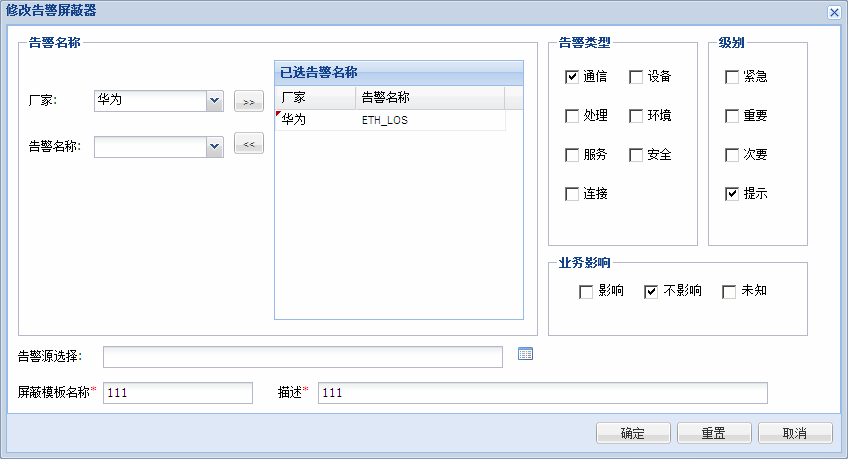 修改告警屏蔽器
告警名称
厂家:
华为
>>
告警名称:
<<
已选告警名称
厂家 告警名称
华为 ETH_LOS
告警类型
通信 设备
处理 环境
服务 安全
连接
级别
紧急
重要
次要
提示
业务影响
影响 不影响 未知
告警源选择:
屏蔽模板名称* 111 描述* 111
确定 重置 取消